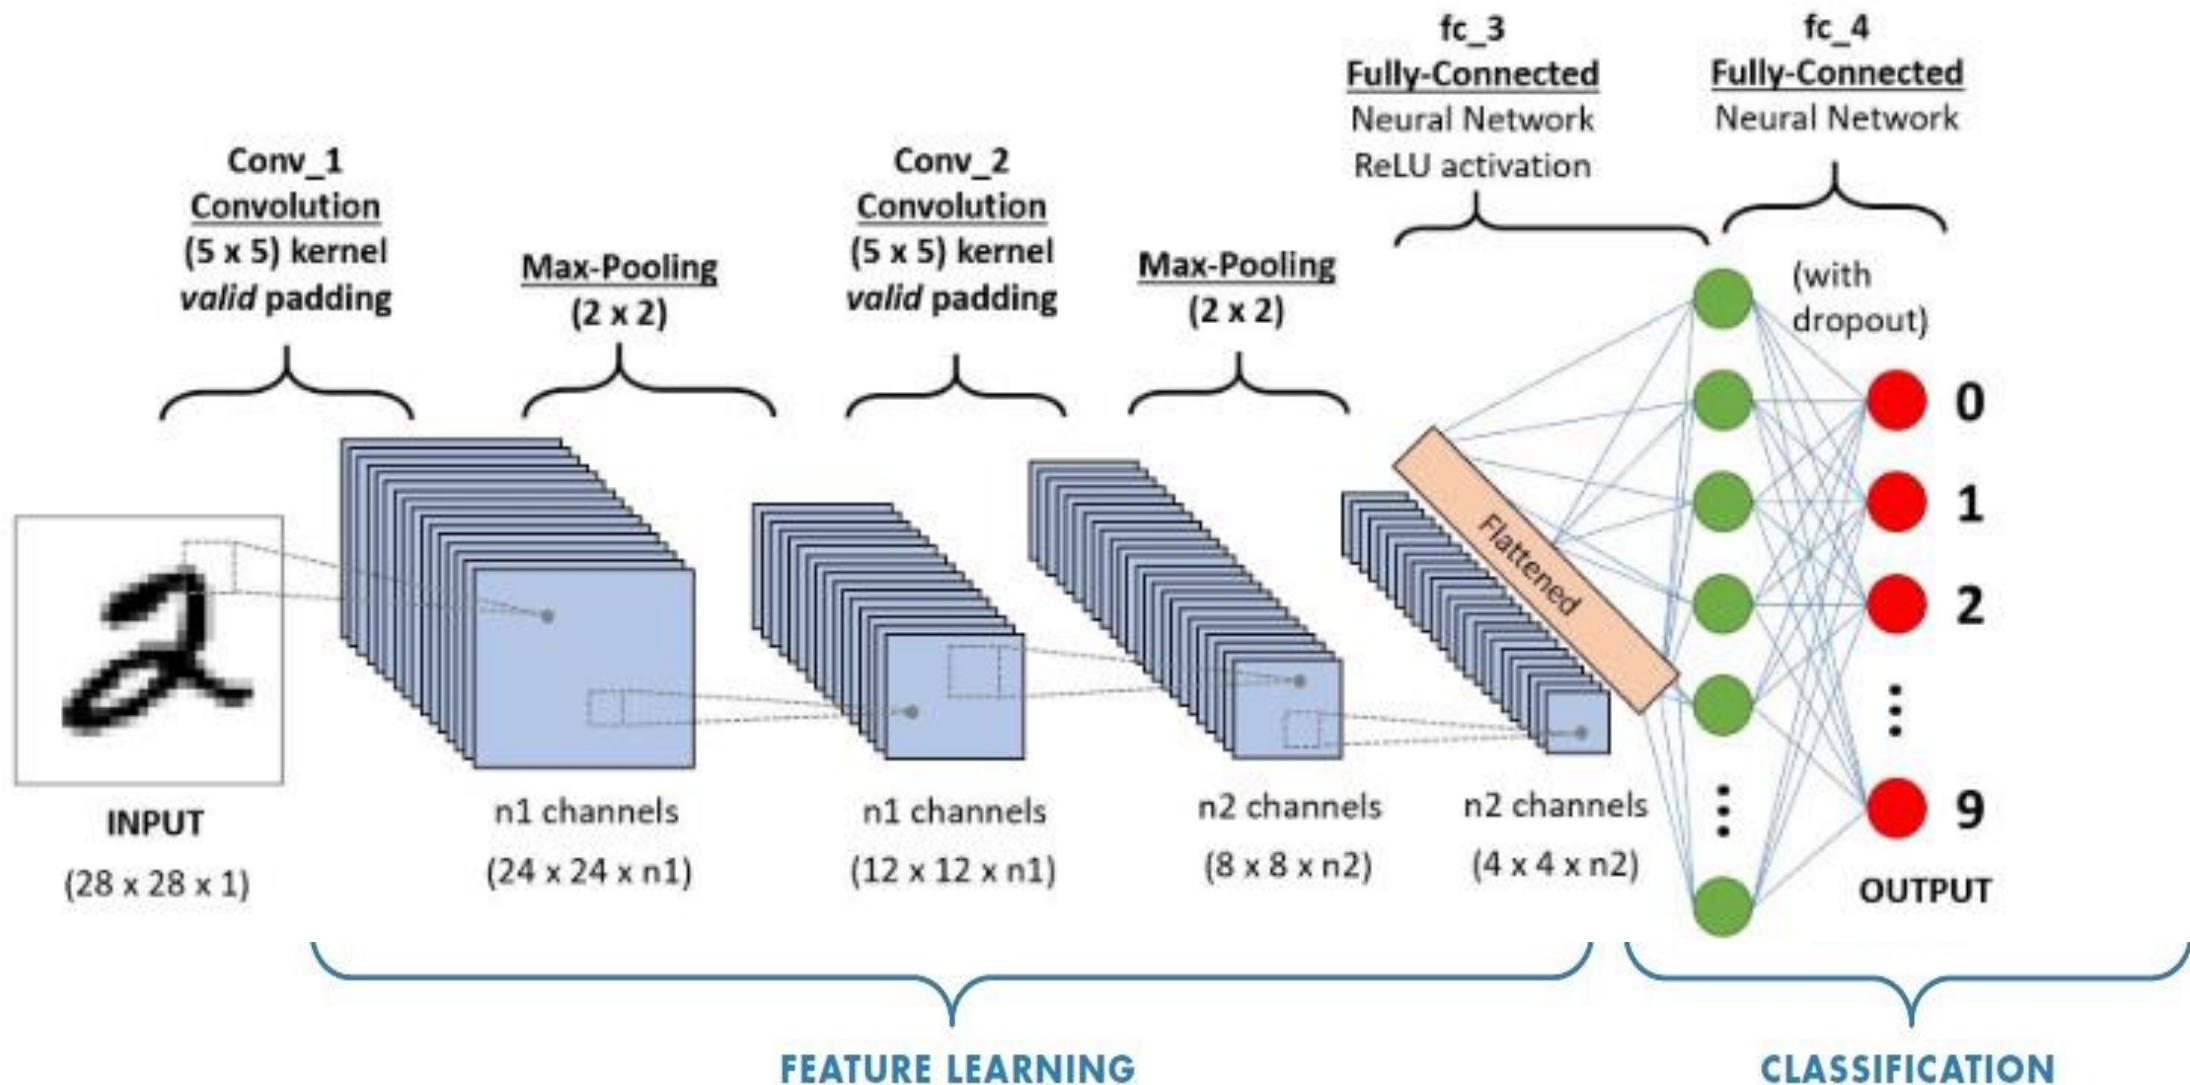 fc_3
Fully-Connected
Neural Network
ReLU activation
fc_4
Fully-Connected
Neural Network
Conv_1
Convolution
(5 x 5) kernel
valid padding
Max-Pooling
(2 x 2)
Conv_2
Convolution
(5 x 5) kernel
valid padding
Max-Pooling
(2 x 2)
(with
dropout)
Flattened
0
1
2
9
OUTPUT
INPUT
(28 x 28 x 1)
n1 channels
(24 x 24 x n1)
n1 channels
(12 x 12 x n1)
n2 channels
(8 x 8 x n2)
n2 channels
(4 x 4 x n2)
FEATURE LEARNING
CLASSIFICATION